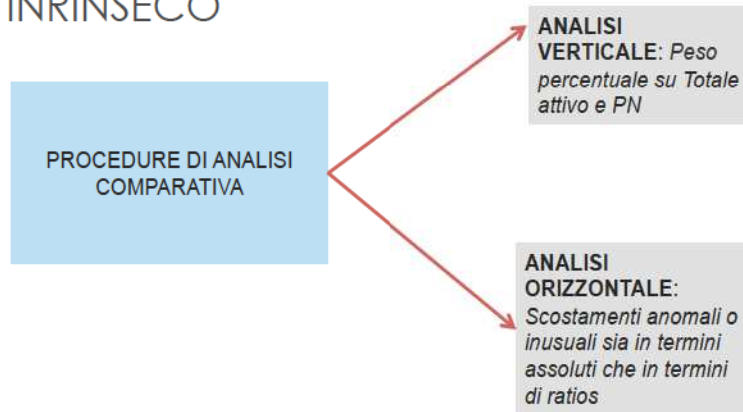 INRINSECO
PROCEDURE DI ANALISI
COMPARATIVA
ANALISI
VERTICALE: Peso
percentuale su Totale
attivo e PN
ANALISI
ORIZZONTALE:
Scostamenti anomali o
inusuali sia in termini
assoluti che in termini
di ratios